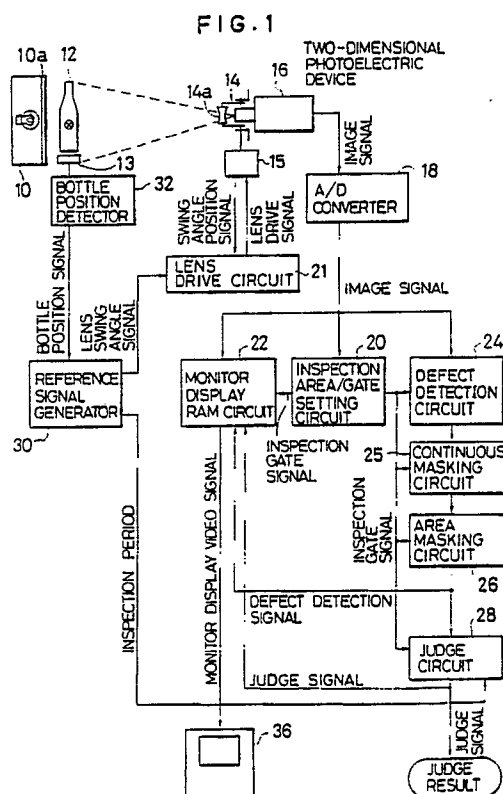 FIG. 1
TWO-DIMENSIONAL
PHOTOELECTRIC
DEVICE
10a
12
14
14a
16
13
15
10
BOTTLE
POSITION
DETECTOR
32
IMAGE
SIGNAL
A/D
CONVERTER
18
SWING
ANGLE
POSITION
SIGNAL
LENS
DRIVE
SIGNAL
BOTTLE
POSITION SIGNAL
LENS
SWING
ANGLE
SIGNAL
LENS
DRIVE CIRCUIT
21
IMAGE SIGNAL
REFERENCE
SIGNAL
GENERATOR
30
22
MONITOR
DISPLAY
RAM CIRCUIT
20
INSPECTION
AREA/GATE
SETTING
CIRCUIT
24
DEFECT
DETECTION
CIRCUIT
INSPECTION
GATE
SIGNAL
25
CONTINUOUS
MASKING
CIRCUIT
INSPECTION
GATE
SIGNAL
AREA
MASKING
CIRCUIT
26
INSPECTION PERIOD
MONITOR DISPLAY VIDEO SIGNAL
DEFECT DETECTION
SIGNAL
28
JUDGE
CIRCUIT
JUDGE SIGNAL
JUDGE
SIGNAL
36
JUDGE
RESULT